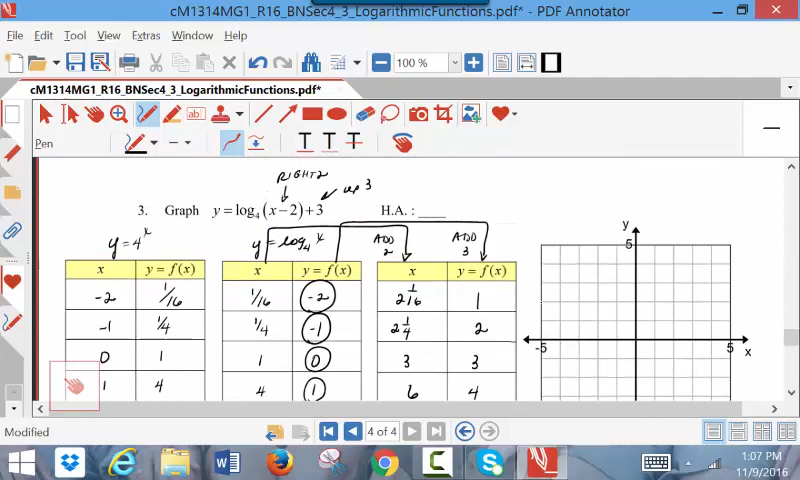 cM1314MG1_R16_BNSec4_3_LogarithmicFunctions.pdf* - PDF Annotator
File Edit View Tool Insert Extras Window Help
100 %
cM1314MG1_R16_BNSec4_3_LogarithmicFunctions.pdf*
Pen
RIGHT 2
up 3
3. Graph y = log₄(x − 2) + 3 H.A. : ____
y = 4ˣ
y = log₄ x
ADD 2
ADD 3
x y = f(x) x y = f(x) x y = f(x)
-2 1/16 1/16 -2 2 1/16 1
-1 1/4 1/4 -1 2 1/4 2
0 1 1 0 3 3
1 4 4 1 6 4
y
5
-5 5 x
4 of 4
Modified
1:07 PM
11/9/2016